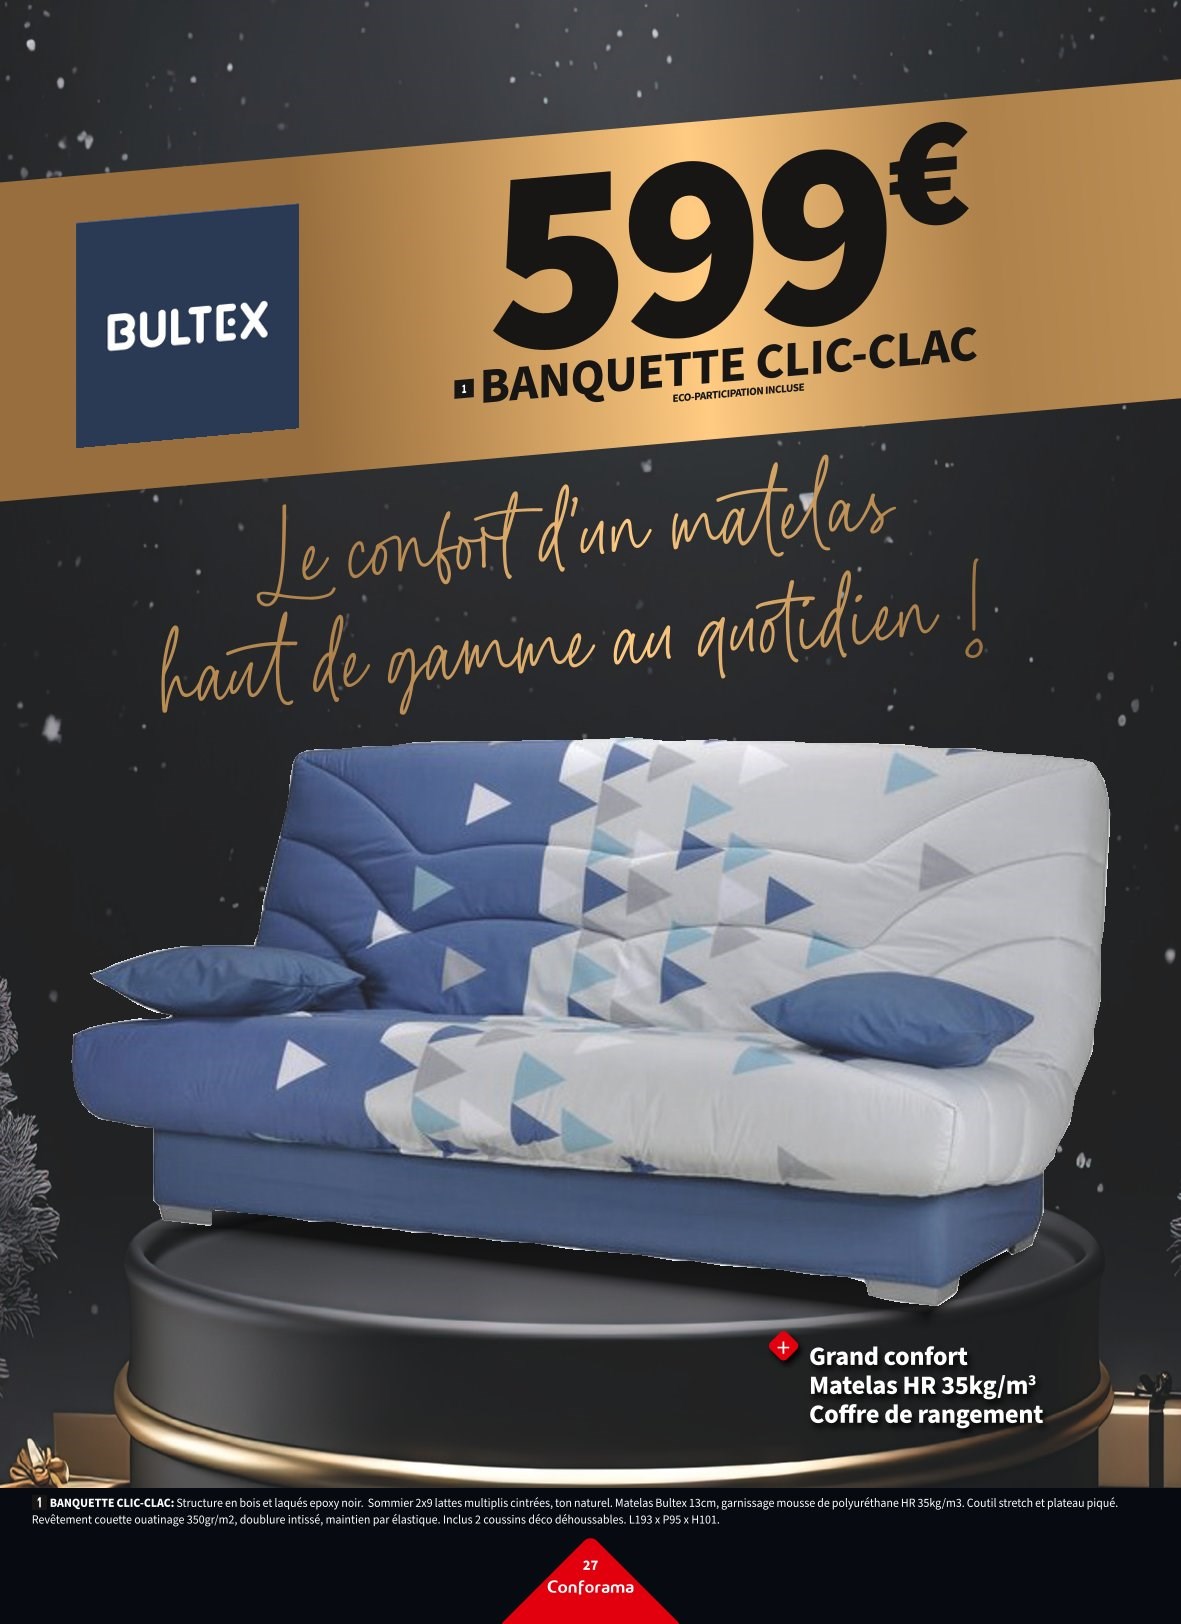 599€
BULTEX
1 BANQUETTE CLIC-CLAC
ECO-PARTICIPATION INCLUSE
Le confort d'un matelas
haut de gamme au quotidien !
+ Grand confort
Matelas HR 35kg/m³
Coffre de rangement
1 BANQUETTE CLIC-CLAC: Structure en bois et laqués epoxy noir. Sommier 2x9 lattes multiplis cintrées, ton naturel. Matelas Bultex 13cm, garnissage mousse de polyuréthane HR 35kg/m3. Coutil stretch et plateau piqué.
Revêtement couette ouatinage 350gr/m2, doublure intissé, maintien par élastique. Inclus 2 coussins déco déhoussables. L193 x P95 x H101.
27
Conforama